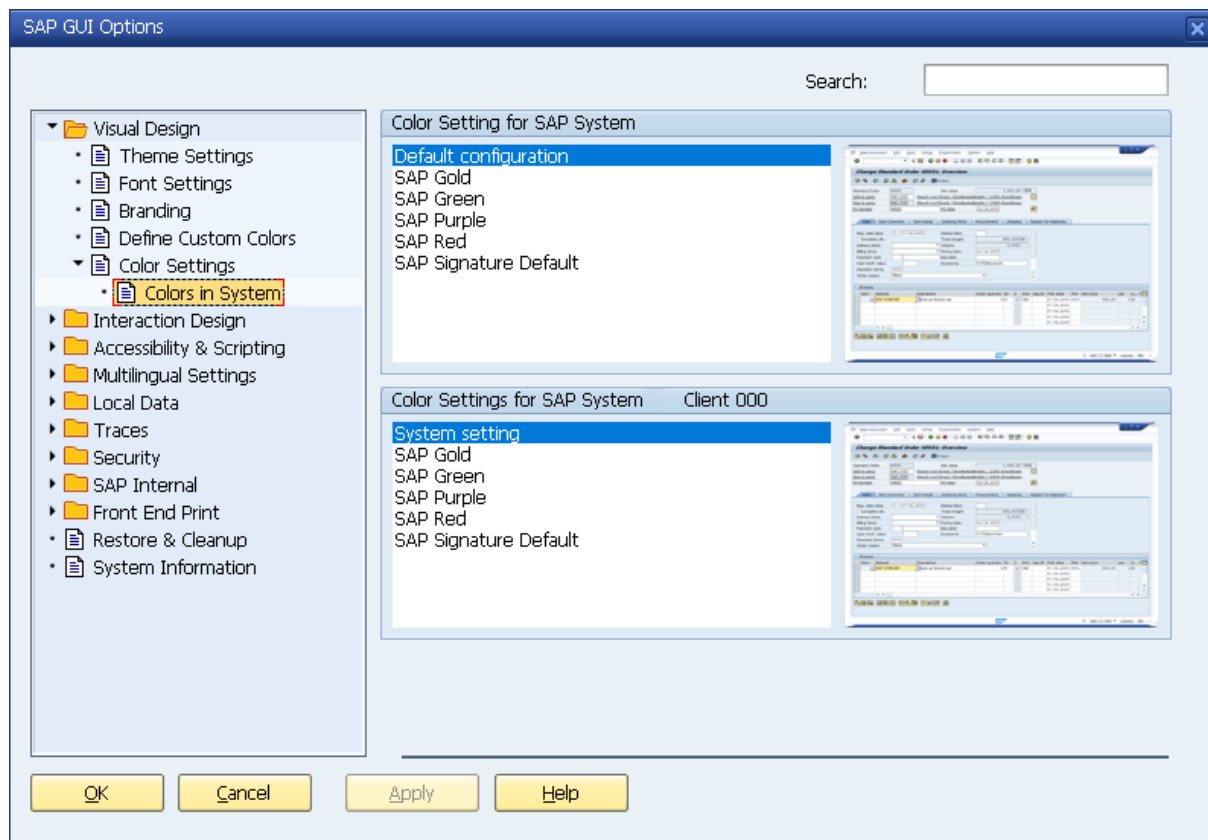 SAP GUI Options
Search:
Visual Design
Theme Settings
Font Settings
Branding
Define Custom Colors
Color Settings
Colors in System
Interaction Design
Accessibility & Scripting
Multilingual Settings
Local Data
Traces
Security
SAP Internal
Front End Print
Restore & Cleanup
System Information
Color Setting for SAP System
Default configuration
SAP Gold
SAP Green
SAP Purple
SAP Red
SAP Signature Default
Color Settings for SAP System Client 000
System setting
SAP Gold
SAP Green
SAP Purple
SAP Red
SAP Signature Default
OK
Cancel
Apply
Help